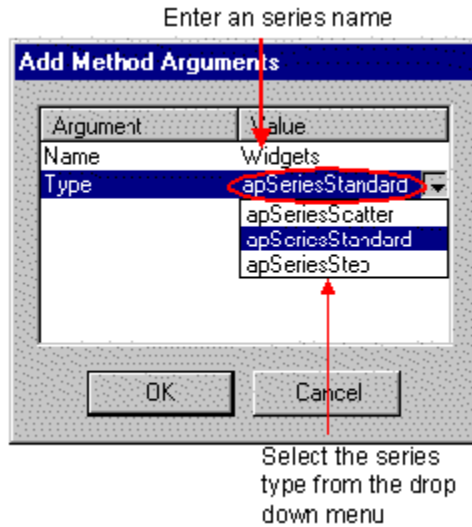 Enter an series name
Add Method Arguments
Argument Value
Name Widgets
Type apSeriesStandard
apSeriesScatter
apSeriesStandard
apSeriesStep
OK Cancel
Select the series
type from the drop
down menu